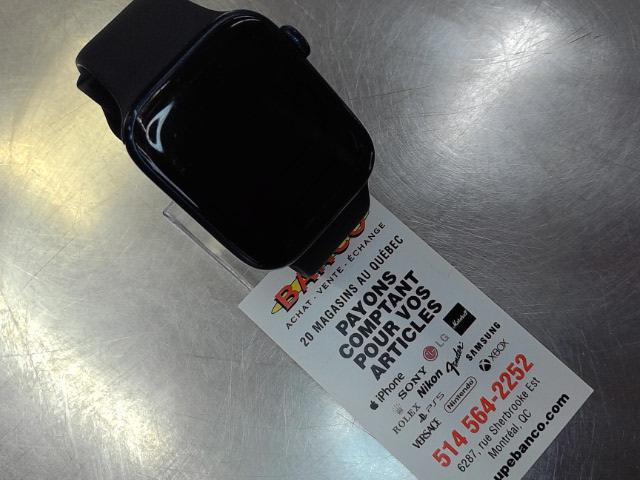 ACHAT · VENTE · ÉCHANGE
20 MAGASINS AU QUÉBEC
PAYONS
COMPTANT
POUR VOS
ARTICLES
iPhone SONY LG
ROLEX Nikon Fender SAMSUNG
VERSACE PS5 Nintendo XBOX
514 564-2252
6287, rue Sherbrooke Est
Montréal, QC
upebanco.com